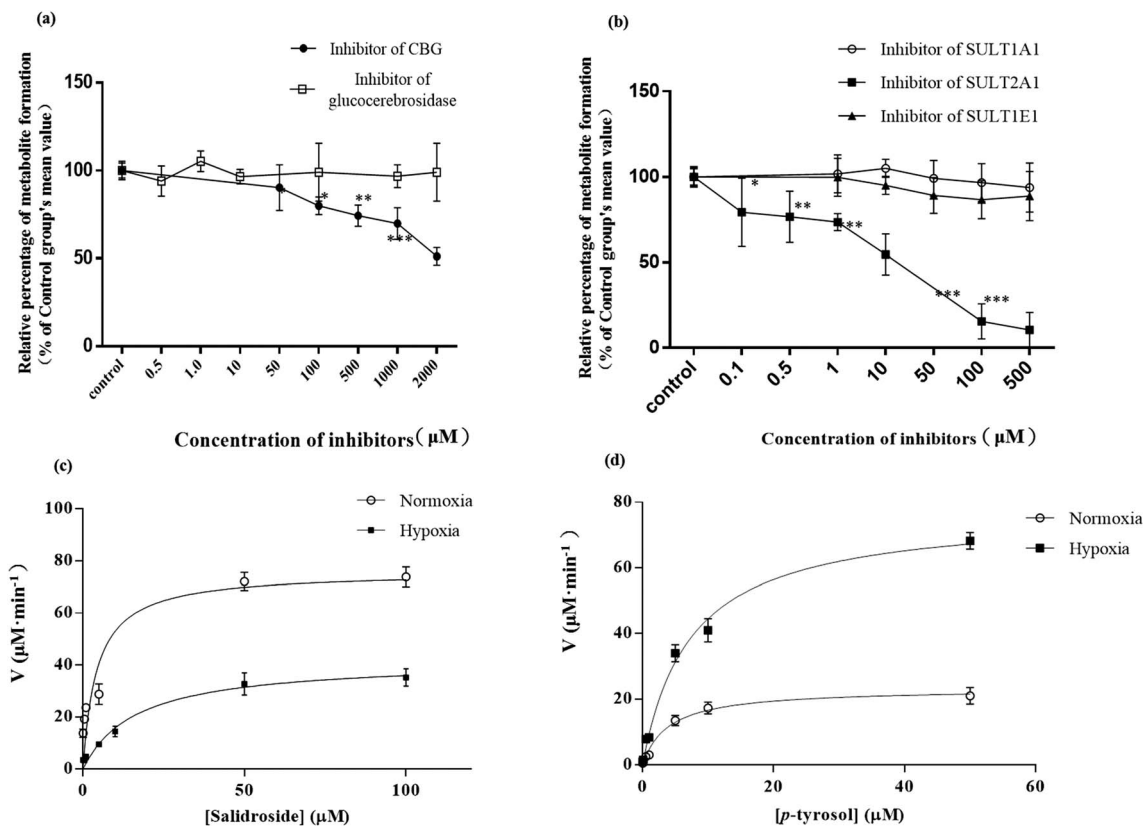 (a)
Inhibitor of CBG
Inhibitor of
glucocerebrosidase
Relative percentage of metabolite formation
(% of Control group's mean value)
150
100
50
0
*
*
**
***
control
0.5
1.0
10
50
100
500
1000
2000
Concentration of inhibitors(μM)
(b)
Inhibitor of SULT1A1
Inhibitor of SULT2A1
Inhibitor of SULT1E1
Relative percentage of metabolite formation
(% of Control group's mean value)
150
100
50
0
*
**
***
***
***
control
0.1
0.5
1
10
50
100
500
Concentration of inhibitors(μM)
(c)
Normoxia
Hypoxia
V (μM·min-1)
100
80
60
40
20
0
0
50
100
[Salidroside] (μM)
(d)
Normoxia
Hypoxia
V (μM·min-1)
80
60
40
20
0
0
20
40
60
[p-tyrosol] (μM)